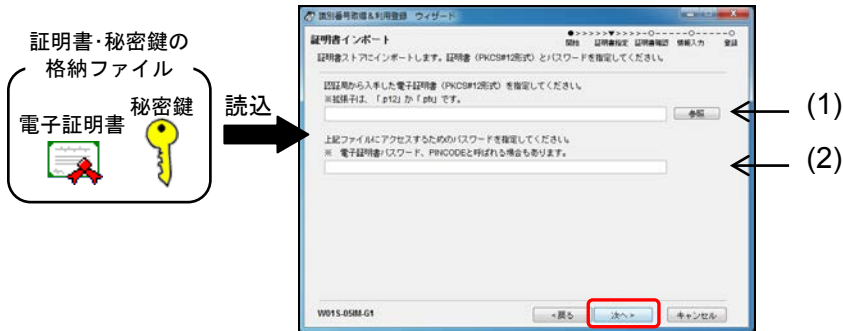 証明書・秘密鍵の
格納ファイル
電子証明書
秘密鍵
読込
識別番号取得&利用登録 ウィザード
証明書インポート
●>>>>>▼>>>>>-○-----○-----○
開始 証明書設定 証明書確認 情報入力 登録
証明書ストアにインポートします。証明書（PKCS#12形式）とパスワードを指定してください。
認証局から入手した電子証明書（PKCS#12形式）を指定してください。
※拡張子は、「.p12」か「.pfx」です。
参照
(1)
上記ファイルにアクセスするためのパスワードを指定してください。
※ 電子証明書パスワード、PINCODEと呼ばれる場合もあります。
(2)
W01S-05IM-G1
<戻る
次へ>
キャンセル